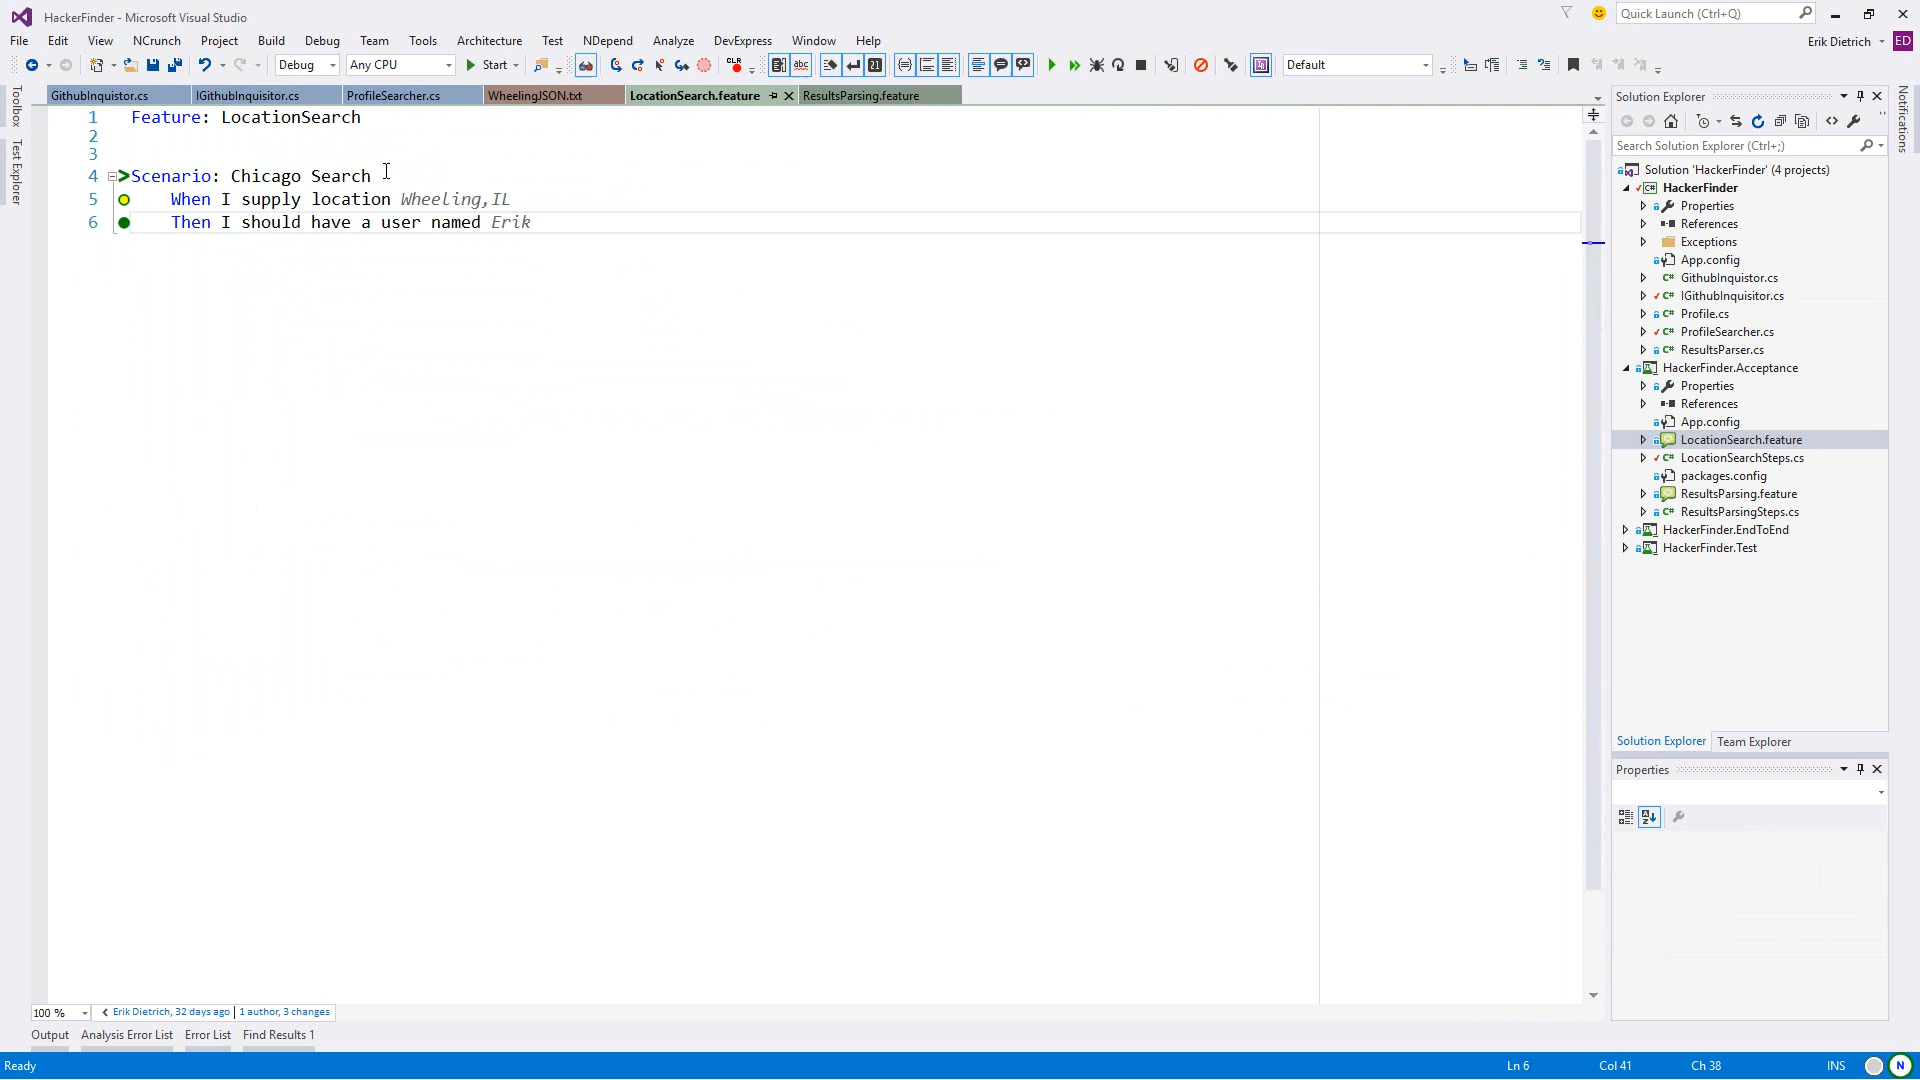 HackerFinder - Microsoft Visual Studio
Quick Launch (Ctrl+Q)
File Edit View NCrunch Project Build Debug Team Tools Architecture Test NDepend Analyze DevExpress Window Help
Erik Dietrich ED
Debug Any CPU Start CLR Default
Toolbox
Test Explorer
GithubInquistor.cs IGithubInquisitor.cs ProfileSearcher.cs WheelingJSON.txt LocationSearch.feature ResultsParsing.feature
1 Feature: LocationSearch
2
3
4 Scenario: Chicago Search
5 When I supply location Wheeling,IL
6 Then I should have a user named Erik
Solution Explorer
Search Solution Explorer (Ctrl+;)
Solution 'HackerFinder' (4 projects)
HackerFinder
Properties
References
Exceptions
App.config
GithubInquistor.cs
IGithubInquisitor.cs
Profile.cs
ProfileSearcher.cs
ResultsParser.cs
HackerFinder.Acceptance
Properties
References
App.config
LocationSearch.feature
LocationSearchSteps.cs
packages.config
ResultsParsing.feature
ResultsParsingSteps.cs
HackerFinder.EndToEnd
HackerFinder.Test
Solution Explorer Team Explorer
Properties
Notifications
100 % Erik Dietrich, 32 days ago | 1 author, 3 changes
Output Analysis Error List Error List Find Results 1
Ready Ln 6 Col 41 Ch 38 INS N